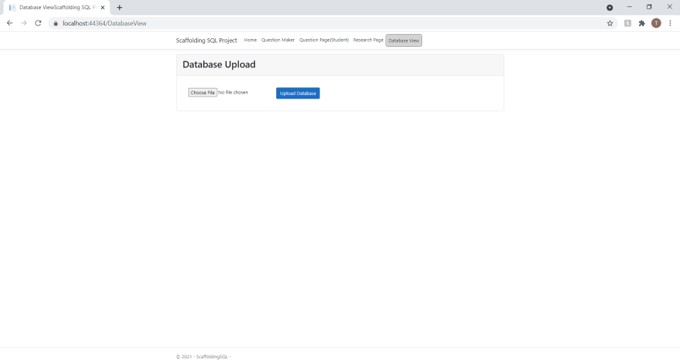 Database ViewScaffolding SQL P
localhost:44364/DatabaseView
T
Scaffolding SQL Project Home Question Maker Question Page(Student) Research Page Database View
Database Upload
Choose File No file chosen Upload Database
© 2021 - ScaffoldingSQL -